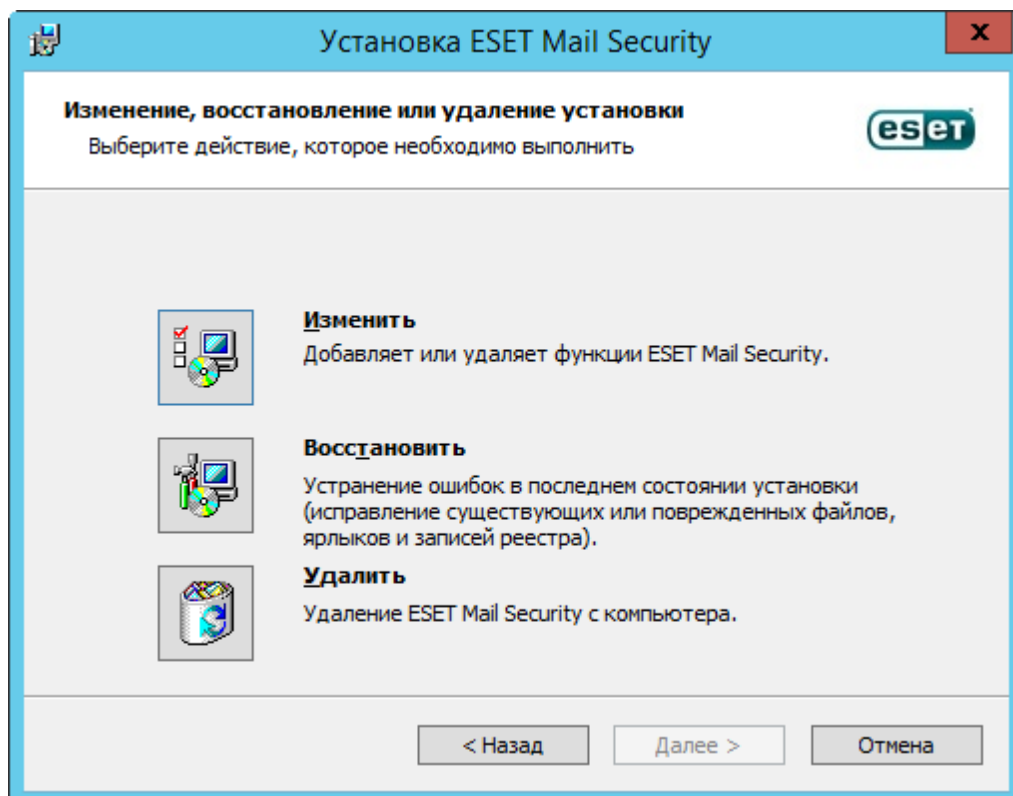 Установка ESET Mail Security
x
Изменение, восстановление или удаление установки
Выберите действие, которое необходимо выполнить
eseT
Изменить
Добавляет или удаляет функции ESET Mail Security.
Восстановить
Устранение ошибок в последнем состоянии установки
(исправление существующих или поврежденных файлов,
ярлыков и записей реестра).
Удалить
Удаление ESET Mail Security с компьютера.
< Назад
Далее >
Отмена